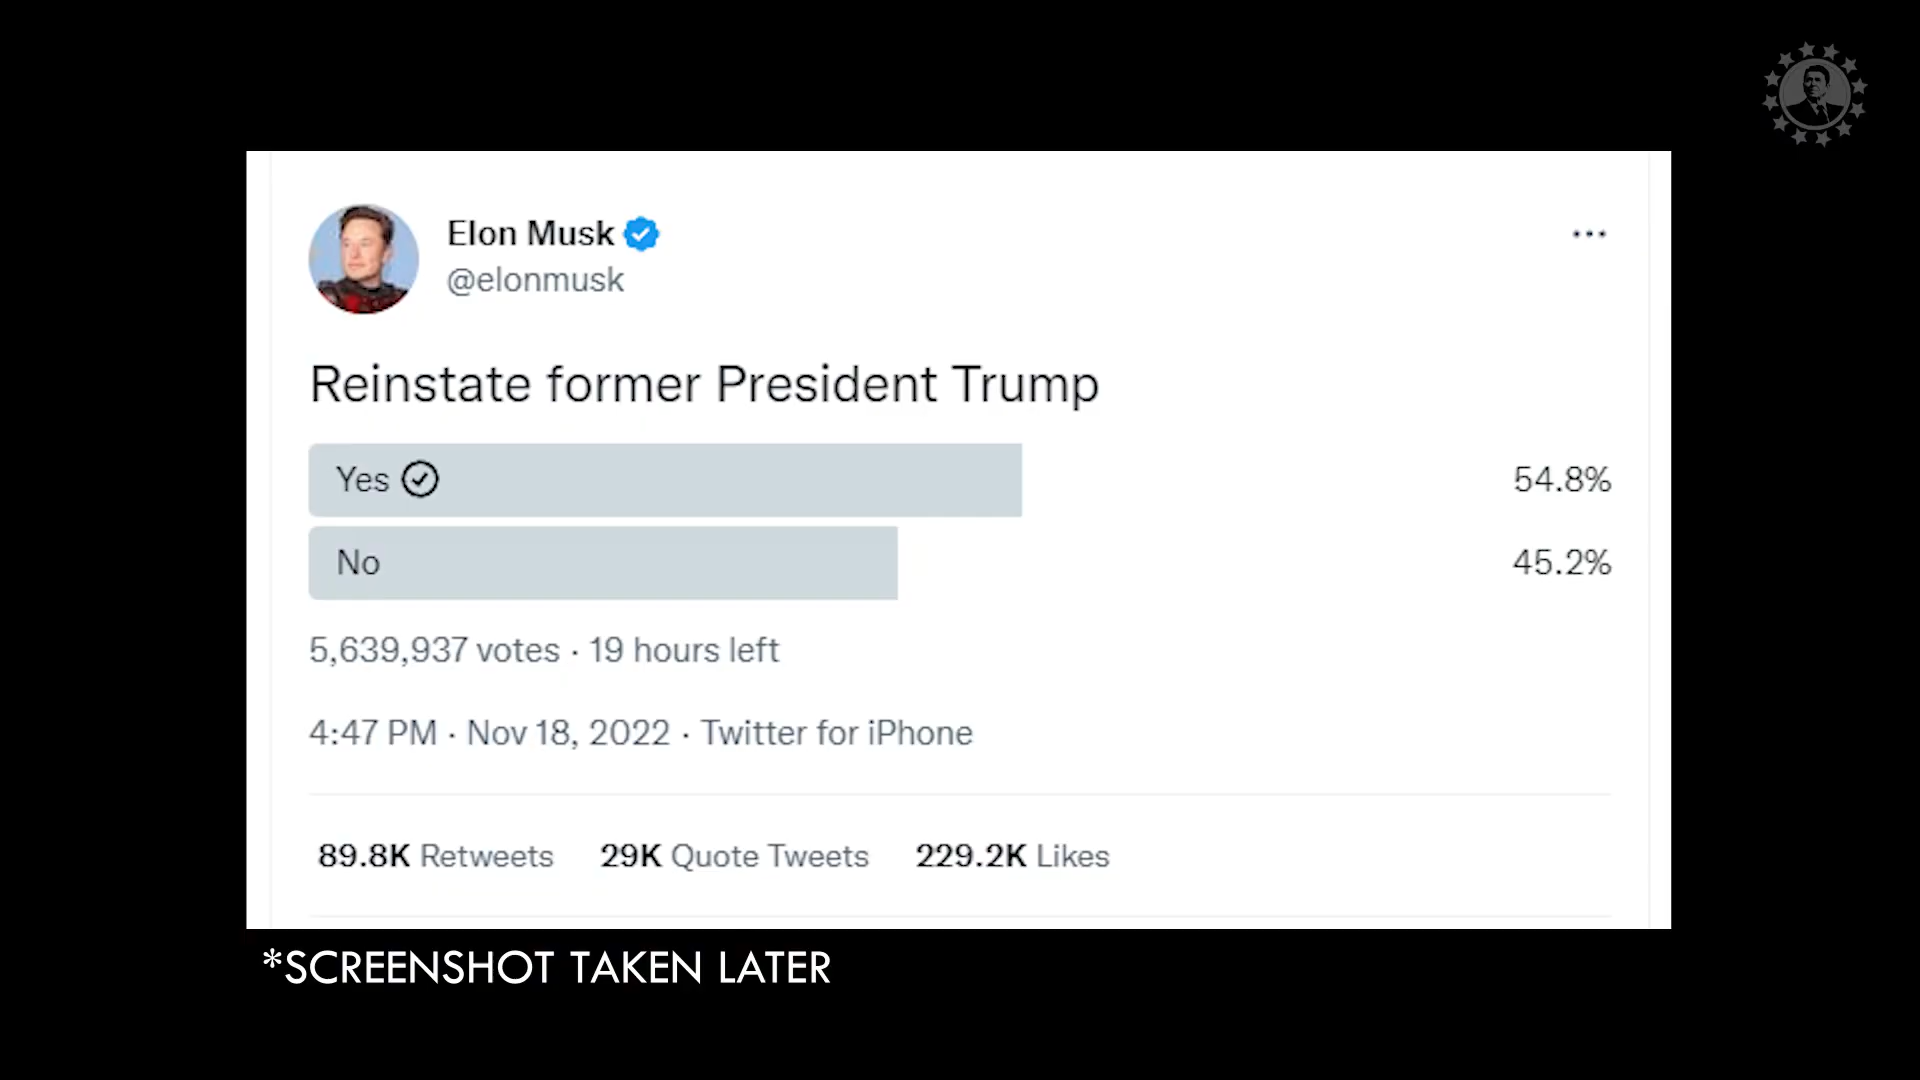 Elon Musk
@elonmusk
Reinstate former President Trump
Yes 54.8%
No 45.2%
5,639,937 votes · 19 hours left
4:47 PM · Nov 18, 2022 · Twitter for iPhone
89.8K Retweets 29K Quote Tweets 229.2K Likes
*SCREENSHOT TAKEN LATER